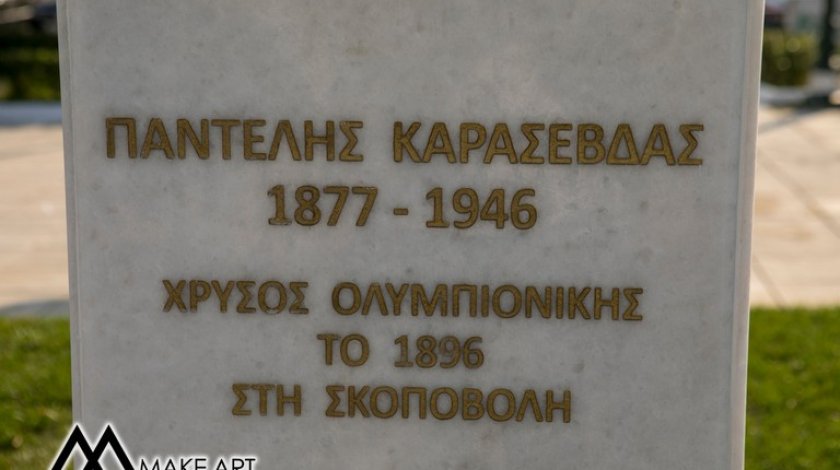 ΠΑΝΤΕΛΗΣ ΚΑΡΑΣΕΒΔΑΣ
1877 - 1946
ΧΡΥΣΟΣ ΟΛΥΜΠΙΟΝΙΚΗΣ
ΤΟ 1896
ΣΤΗ ΣΚΟΠΟΒΟΛΗ
MAKE ART